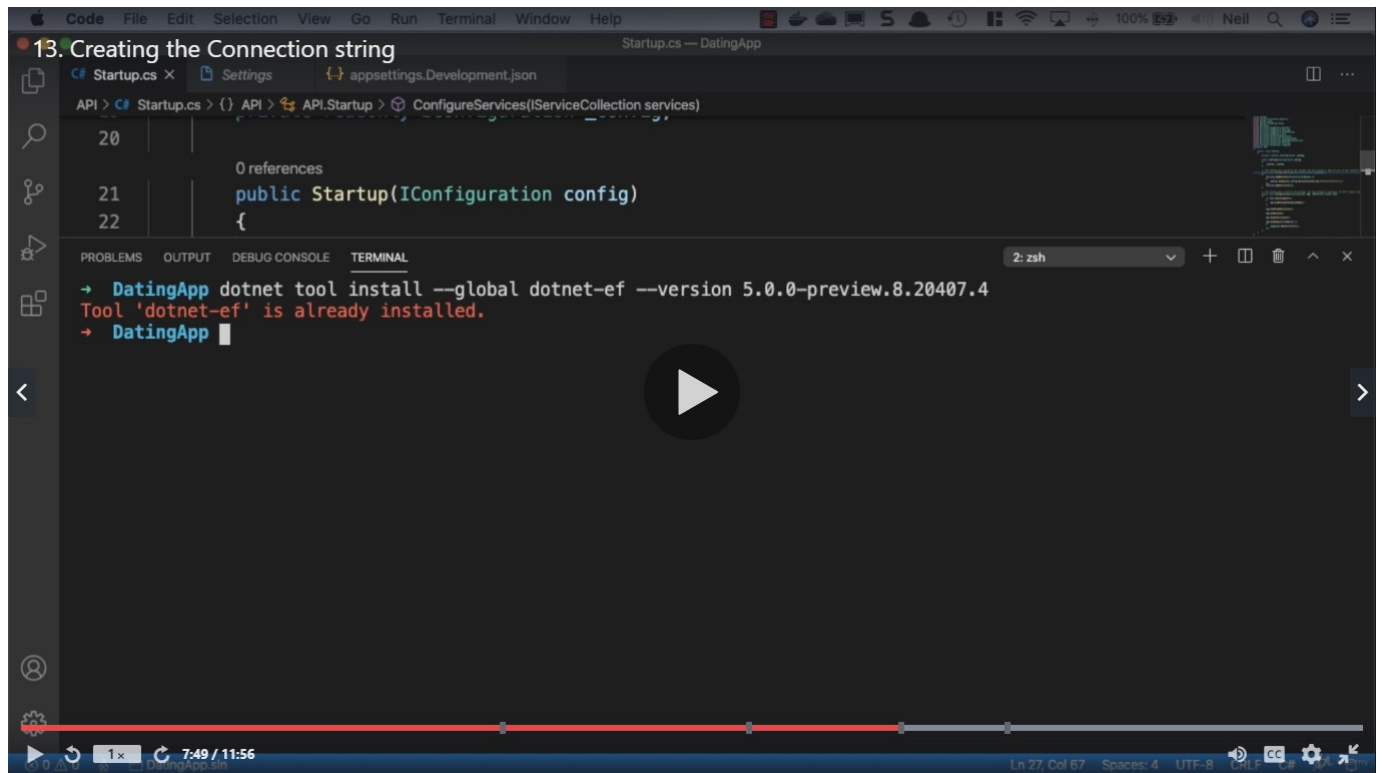 Code File Edit Selection View Go Run Terminal Window Help 100% Neil
13. Creating the Connection string
Startup.cs — DatingApp
C# Startup.cs × Settings {} appsettings.Development.json
API > C# Startup.cs > {} API > API.Startup > ConfigureServices(IServiceCollection services)
20
0 references
21 public Startup(IConfiguration config)
22 {
PROBLEMS OUTPUT DEBUG CONSOLE TERMINAL 2: zsh
→ DatingApp dotnet tool install --global dotnet-ef --version 5.0.0-preview.8.20407.4
Tool 'dotnet-ef' is already installed.
→ DatingApp
1× 7:49 / 11:56 CC
0 0 DatingApp.sln Ln 27, Col 67 Spaces: 4 UTF-8 CRLF C#